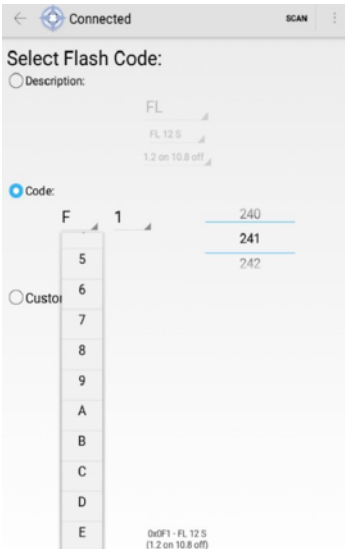 Connected
SCAN
Select Flash Code:
Description:
FL
FL 12 S
1.2 on 10.8 off
Code:
F 1
240
241
242
5
6
7
8
9
A
B
C
D
E
Custo
0x0F1 - FL 12 S
(1.2 on 10.8 off)